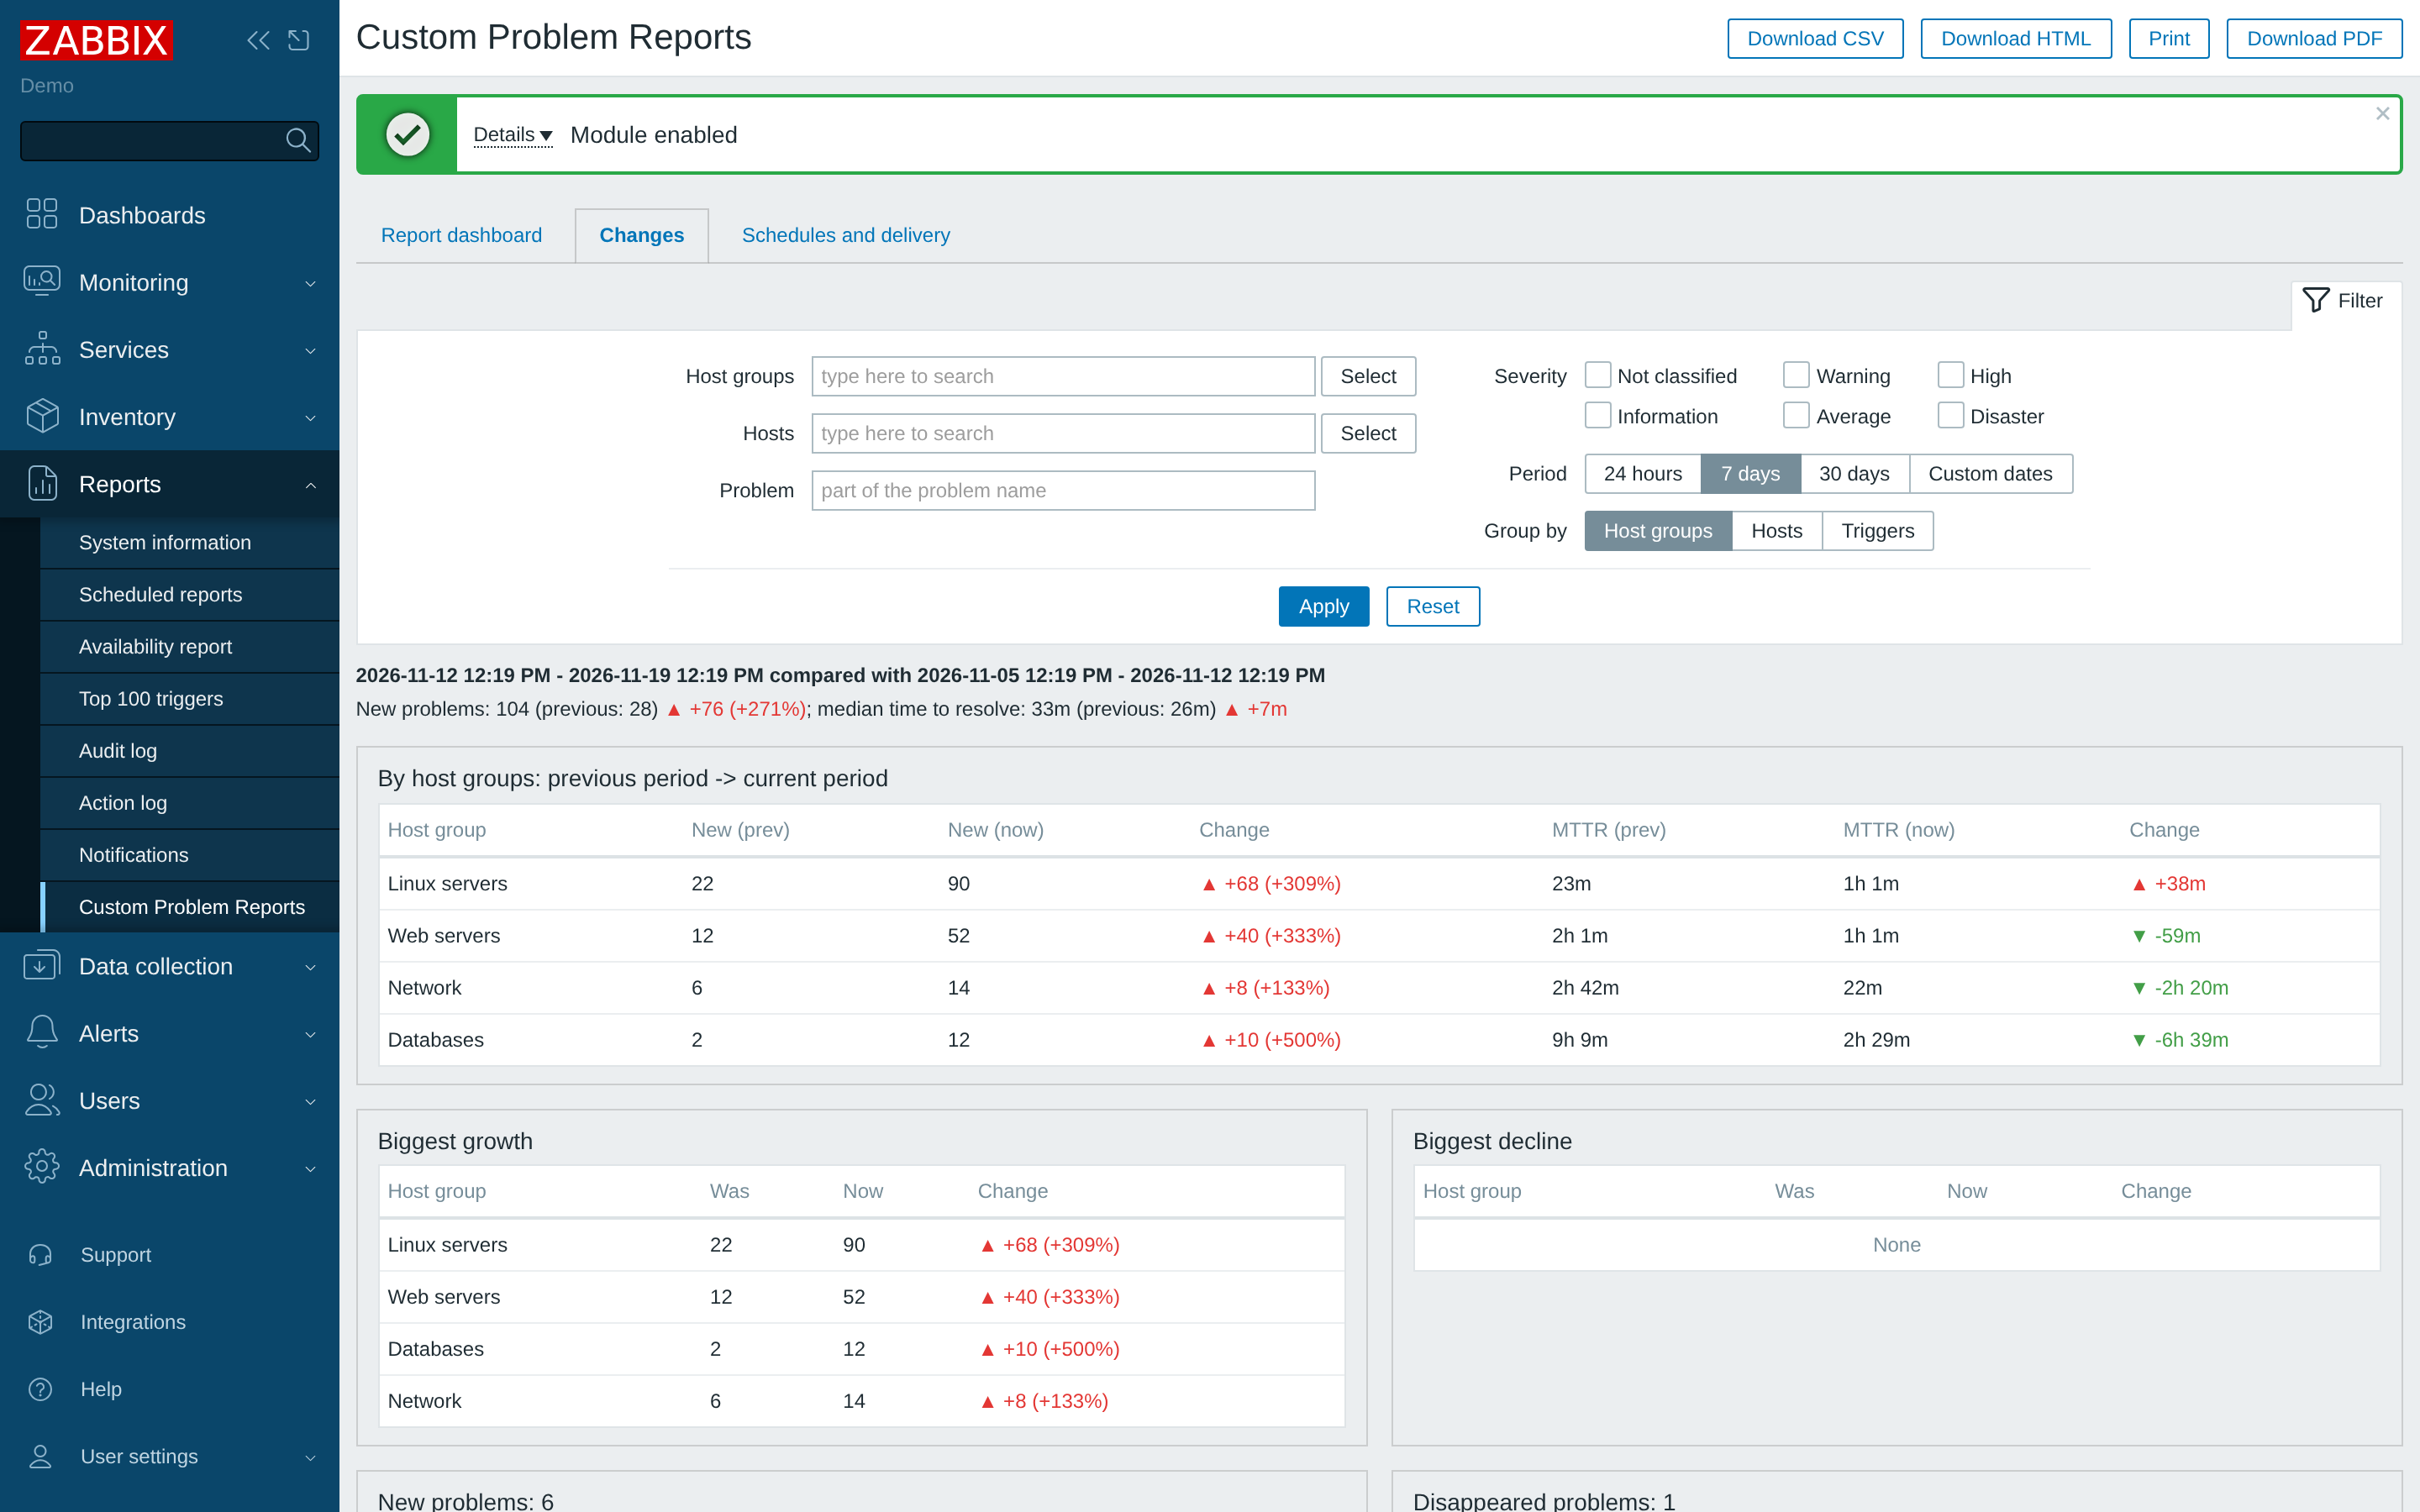 ZABBIX
Demo
Dashboards
Monitoring
Services
Inventory
Reports
System information
Scheduled reports
Availability report
Top 100 triggers
Audit log
Action log
Notifications
Custom Problem Reports
Data collection
Alerts
Users
Administration
Support
Integrations
Help
User settings
Custom Problem Reports
Download CSV Download HTML Print Download PDF
Details Module enabled
Report dashboard Changes Schedules and delivery
Filter
Host groups type here to search Select
Hosts type here to search Select
Problem part of the problem name
Severity Not classified Warning High
Information Average Disaster
Period 24 hours 7 days 30 days Custom dates
Group by Host groups Hosts Triggers
Apply Reset
2026-11-12 12:19 PM - 2026-11-19 12:19 PM compared with 2026-11-05 12:19 PM - 2026-11-12 12:19 PM
New problems: 104 (previous: 28) ▲ +76 (+271%); median time to resolve: 33m (previous: 26m) ▲ +7m
By host groups: previous period -> current period
Host group New (prev) New (now) Change MTTR (prev) MTTR (now) Change
Linux servers 22 90 ▲ +68 (+309%) 23m 1h 1m ▲ +38m
Web servers 12 52 ▲ +40 (+333%) 2h 1m 1h 1m ▼ -59m
Network 6 14 ▲ +8 (+133%) 2h 42m 22m ▼ -2h 20m
Databases 2 12 ▲ +10 (+500%) 9h 9m 2h 29m ▼ -6h 39m
Biggest growth
Host group Was Now Change
Linux servers 22 90 ▲ +68 (+309%)
Web servers 12 52 ▲ +40 (+333%)
Databases 2 12 ▲ +10 (+500%)
Network 6 14 ▲ +8 (+133%)
Biggest decline
Host group Was Now Change
None
New problems: 6
Disappeared problems: 1